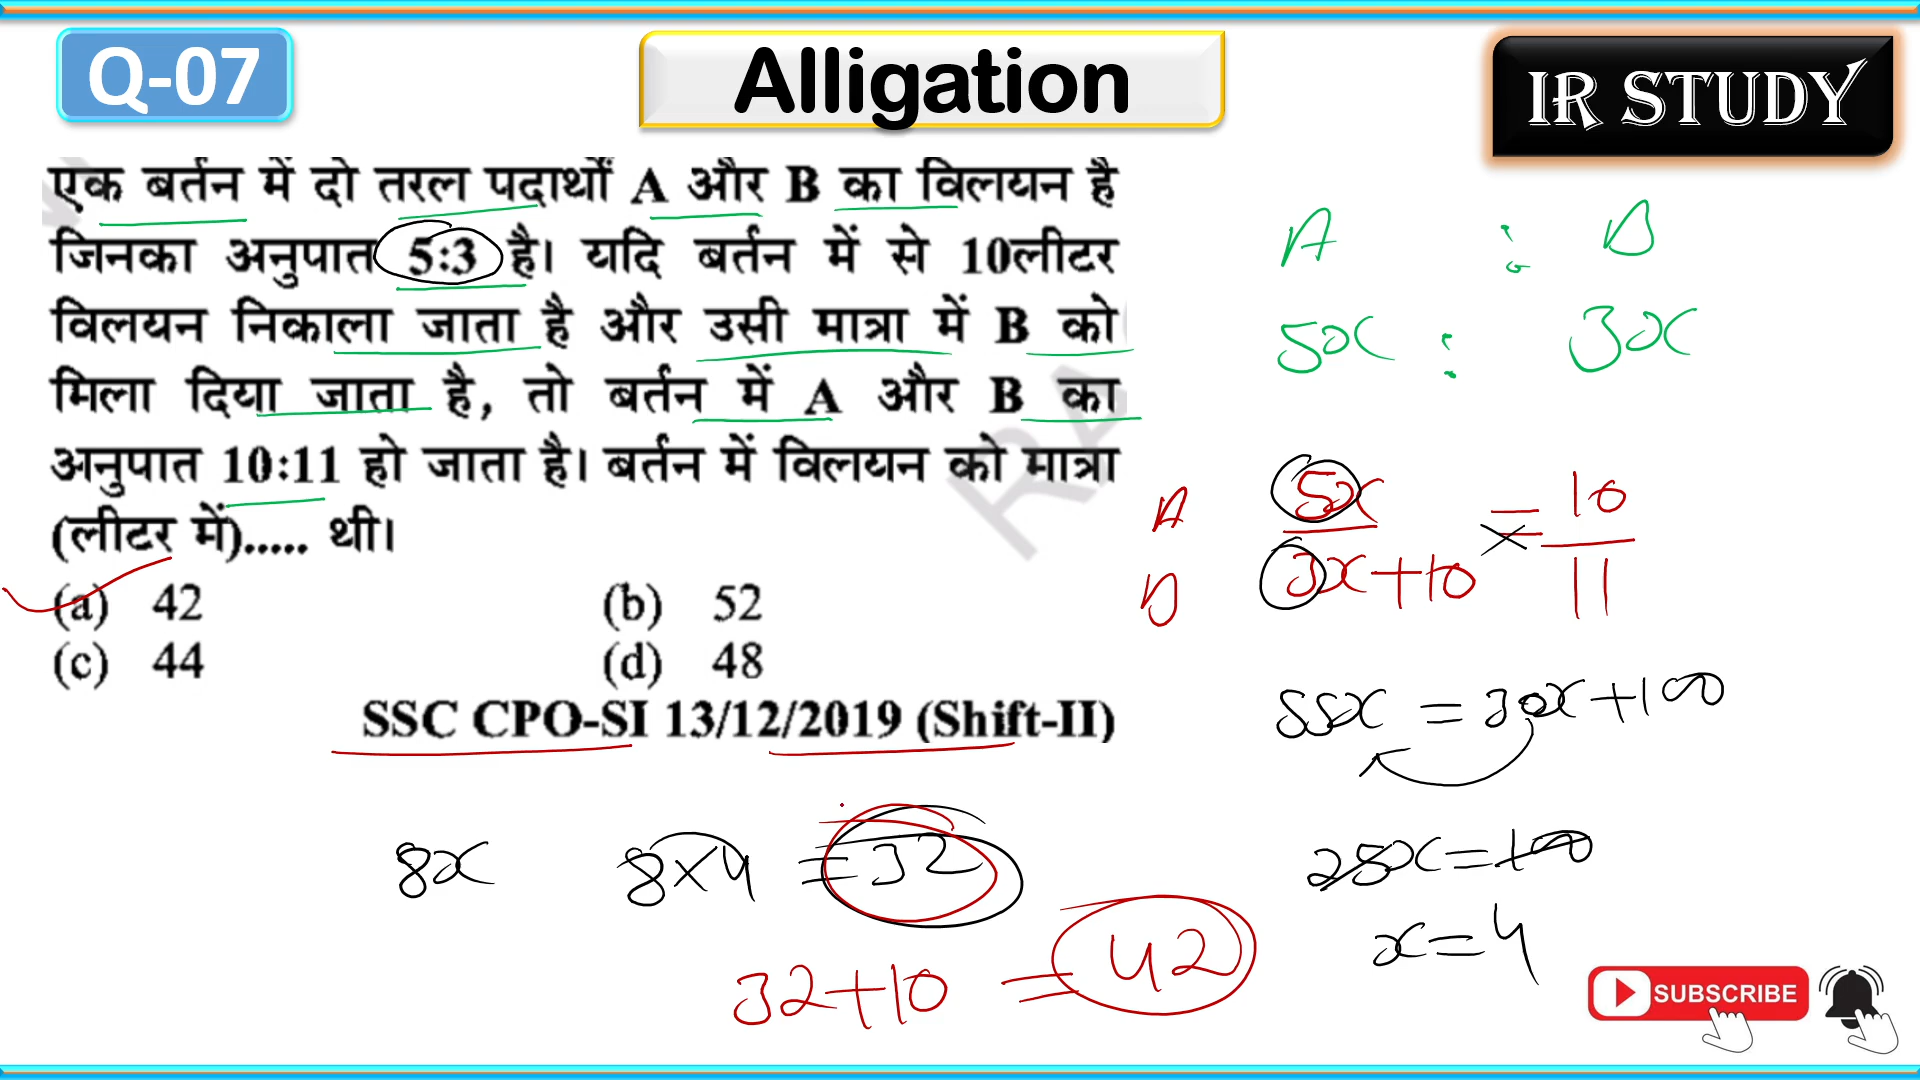 Q-07
Alligation
IR STUDY
एक बर्तन में दो तरल पदार्थों A और B का विलयन है
जिनका अनुपात 5:3 है। यदि बर्तन में से 10लीटर
विलयन निकाला जाता है और उसी मात्रा में B को
मिला दिया जाता है, तो बर्तन में A और B का
अनुपात 10:11 हो जाता है। बर्तन में विलयन को मात्रा
(लीटर में)..... थी।
(a) 42 (b) 52
(c) 44 (d) 48
SSC CPO-SI 13/12/2019 (Shift-II)
A : B
5x : 3x
A 5x = 10
B 3x+10 11
55x = 30x+100
25x=100
x=4
8x 8x4 =32
32+10 = 42
SUBSCRIBE